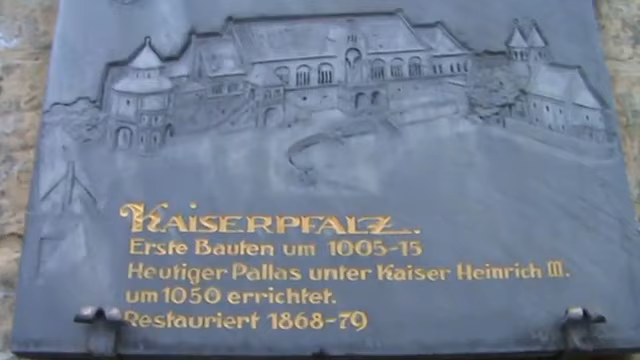 KAISERPFALZ.
Erste Bauten um 1005-15
Heutiger Pallas unter Kaiser Heinrich III.
um 1050 errichtet.
Restauriert 1868-79